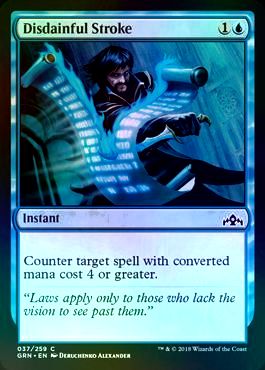 Disdainful Stroke 1
Instant
Counter target spell with converted
mana cost 4 or greater.
"Laws apply only to those who lack the
vision to see past them."
037/259 C
GRN • EN Deruchenko Alexander ™ & © 2018 Wizards of the Coast